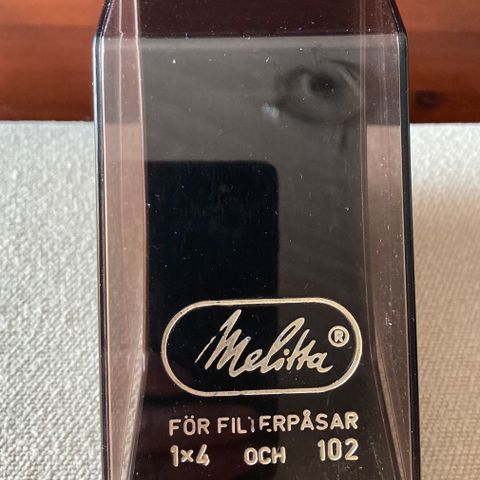 Melitta®
FÖR FILTERPÅSAR
1×4 OCH 102